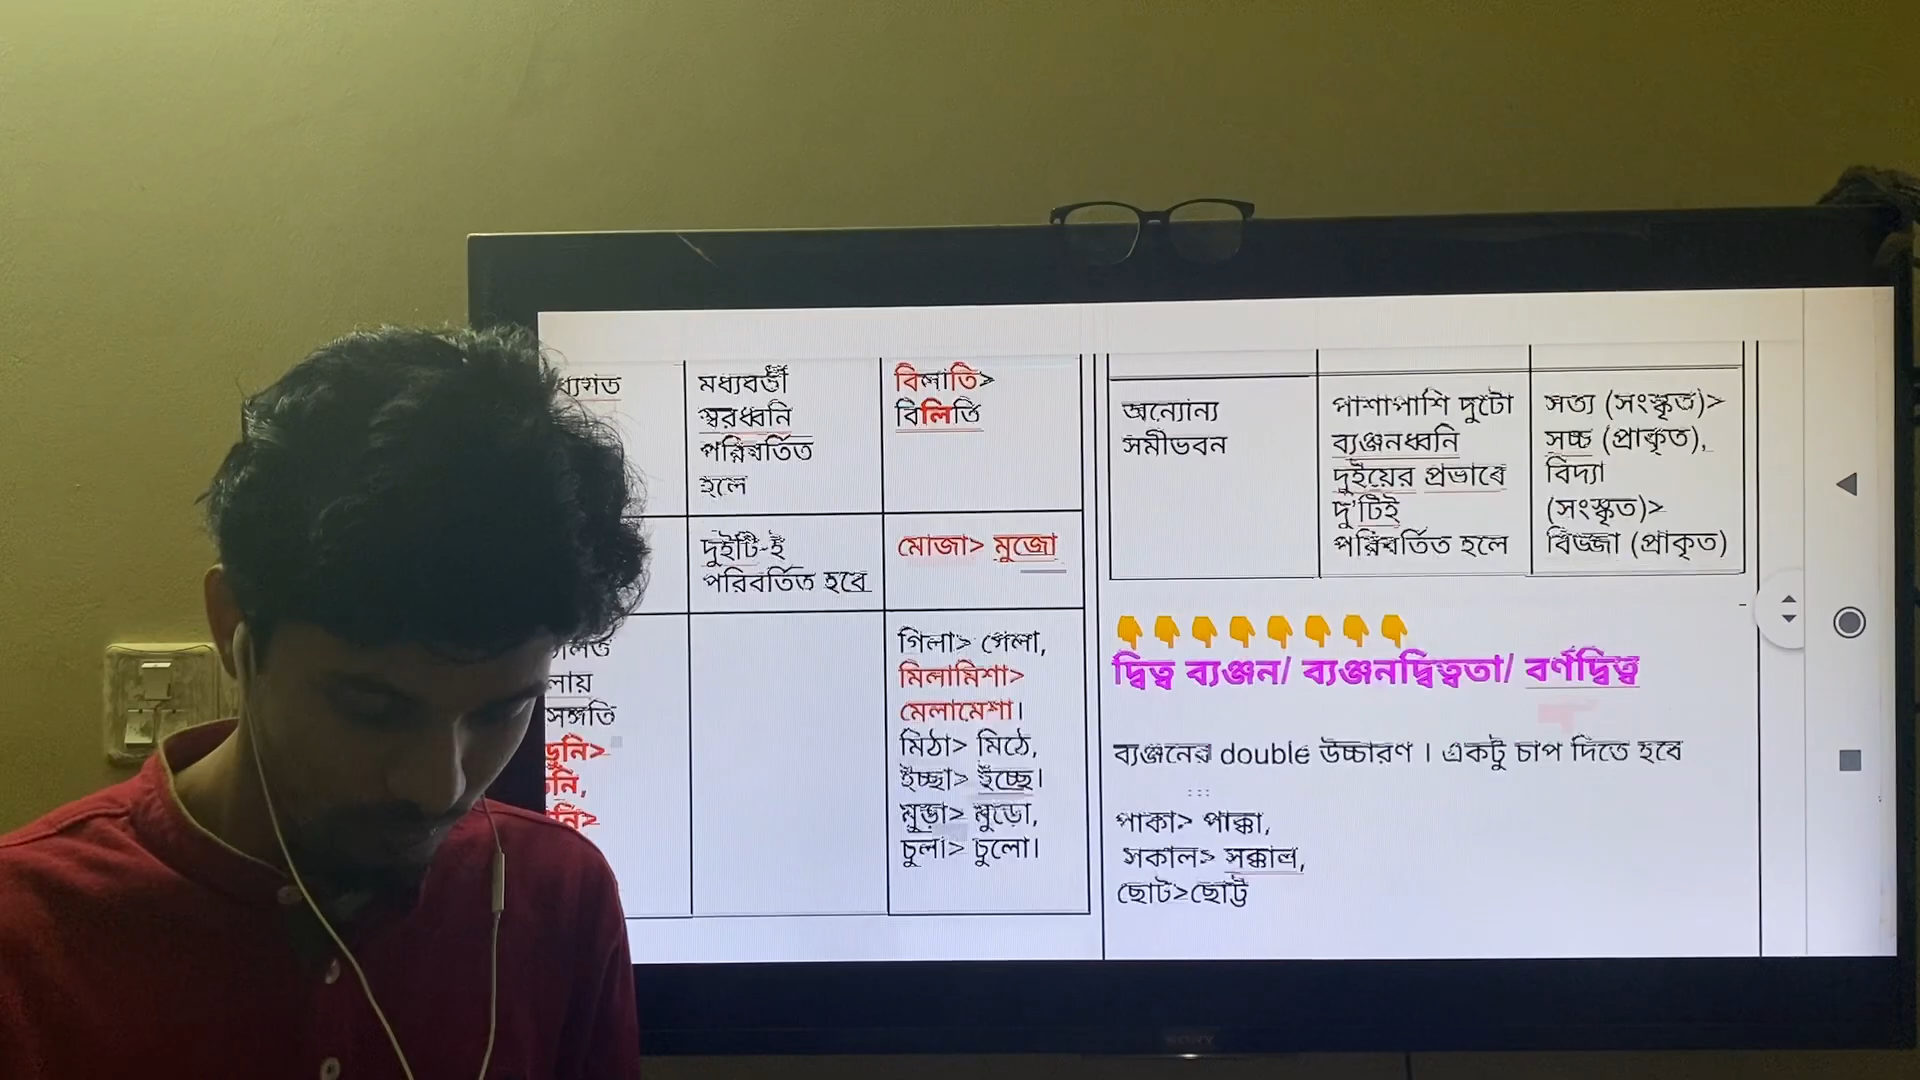 মধ্যবর্তী
স্বরধ্বনি
পরিবর্তিত
হলে
বিলাতি>
বিলিতি
দুইটি-ই
পরিবর্তিত হবে
মোজা> মুজো
লায়
সঙ্গতি
গিলা> গেলা,
মিলামিশা>
মেলামেশা।
মিঠা> মিঠে,
ইচ্ছা> ইচ্ছে।
মুড়া> মুড়ো,
চুলা> চুলো।
অন্যোন্য
সমীভবন
পাশাপাশি দুটো
ব্যঞ্জনধ্বনি
দুইয়ের প্রভাবে
দু'টিই
পরিবর্তিত হলে
সত্য (সংস্কৃত)>
সচ্চ (প্রাকৃত),
বিদ্যা
(সংস্কৃত)>
বিজ্জা (প্রাকৃত)
👇👇👇👇👇👇👇👇
দ্বিত্ব ব্যঞ্জন/ ব্যঞ্জনদ্বিত্বতা/ বর্ণদ্বিত্ব
ব্যঞ্জনের double উচ্চারণ । একটু চাপ দিতে হবে
পাকা> পাক্কা,
সকাল> সক্কাল,
ছোট>ছোট্ট
SONY